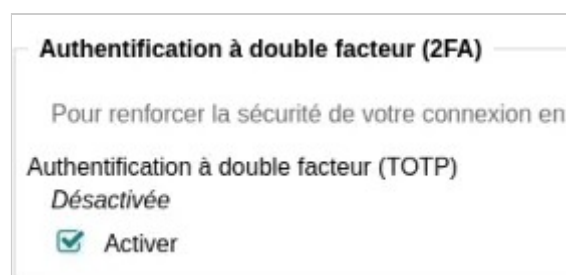 Authentification à double facteur (2FA)
Pour renforcer la sécurité de votre connexion en
Authentification à double facteur (TOTP)
Désactivée
Activer